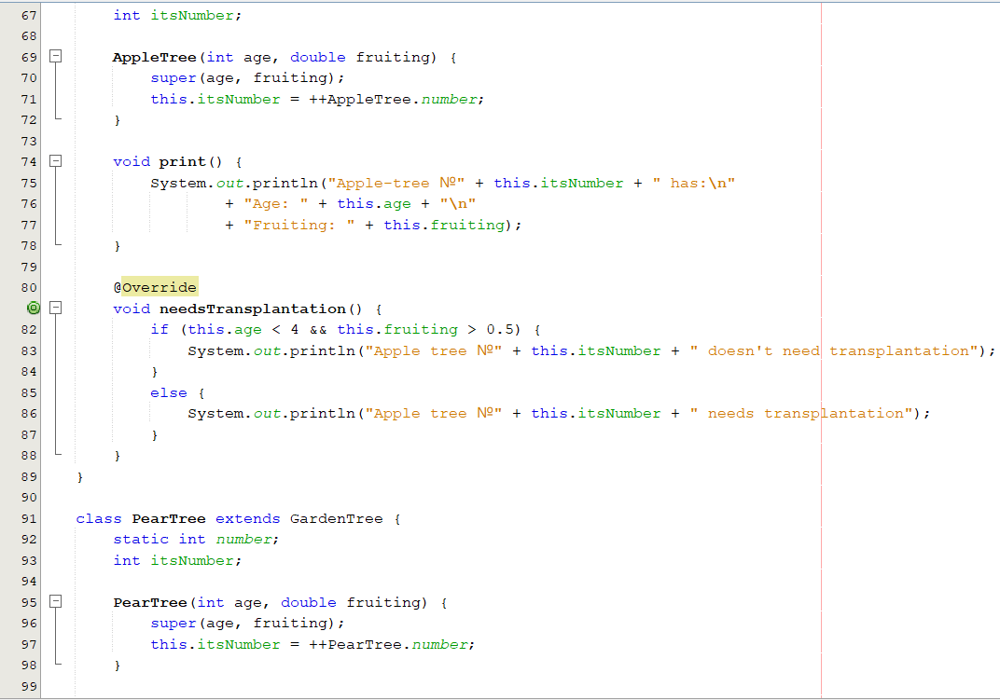 67 int itsNumber;
68
69 AppleTree(int age, double fruiting) {
70 super(age, fruiting);
71 this.itsNumber = ++AppleTree.number;
72 }
73
74 void print() {
75 System.out.println("Apple-tree №" + this.itsNumber + " has:\n"
76 + "Age: " + this.age + "\n"
77 + "Fruiting: " + this.fruiting);
78 }
79
80 @Override
void needsTransplantation() {
82 if (this.age < 4 && this.fruiting > 0.5) {
83 System.out.println("Apple tree №" + this.itsNumber + " doesn't need transplantation");
84 }
85 else {
86 System.out.println("Apple tree №" + this.itsNumber + " needs transplantation");
87 }
88 }
89 }
90
91 class PearTree extends GardenTree {
92 static int number;
93 int itsNumber;
94
95 PearTree(int age, double fruiting) {
96 super(age, fruiting);
97 this.itsNumber = ++PearTree.number;
98 }
99